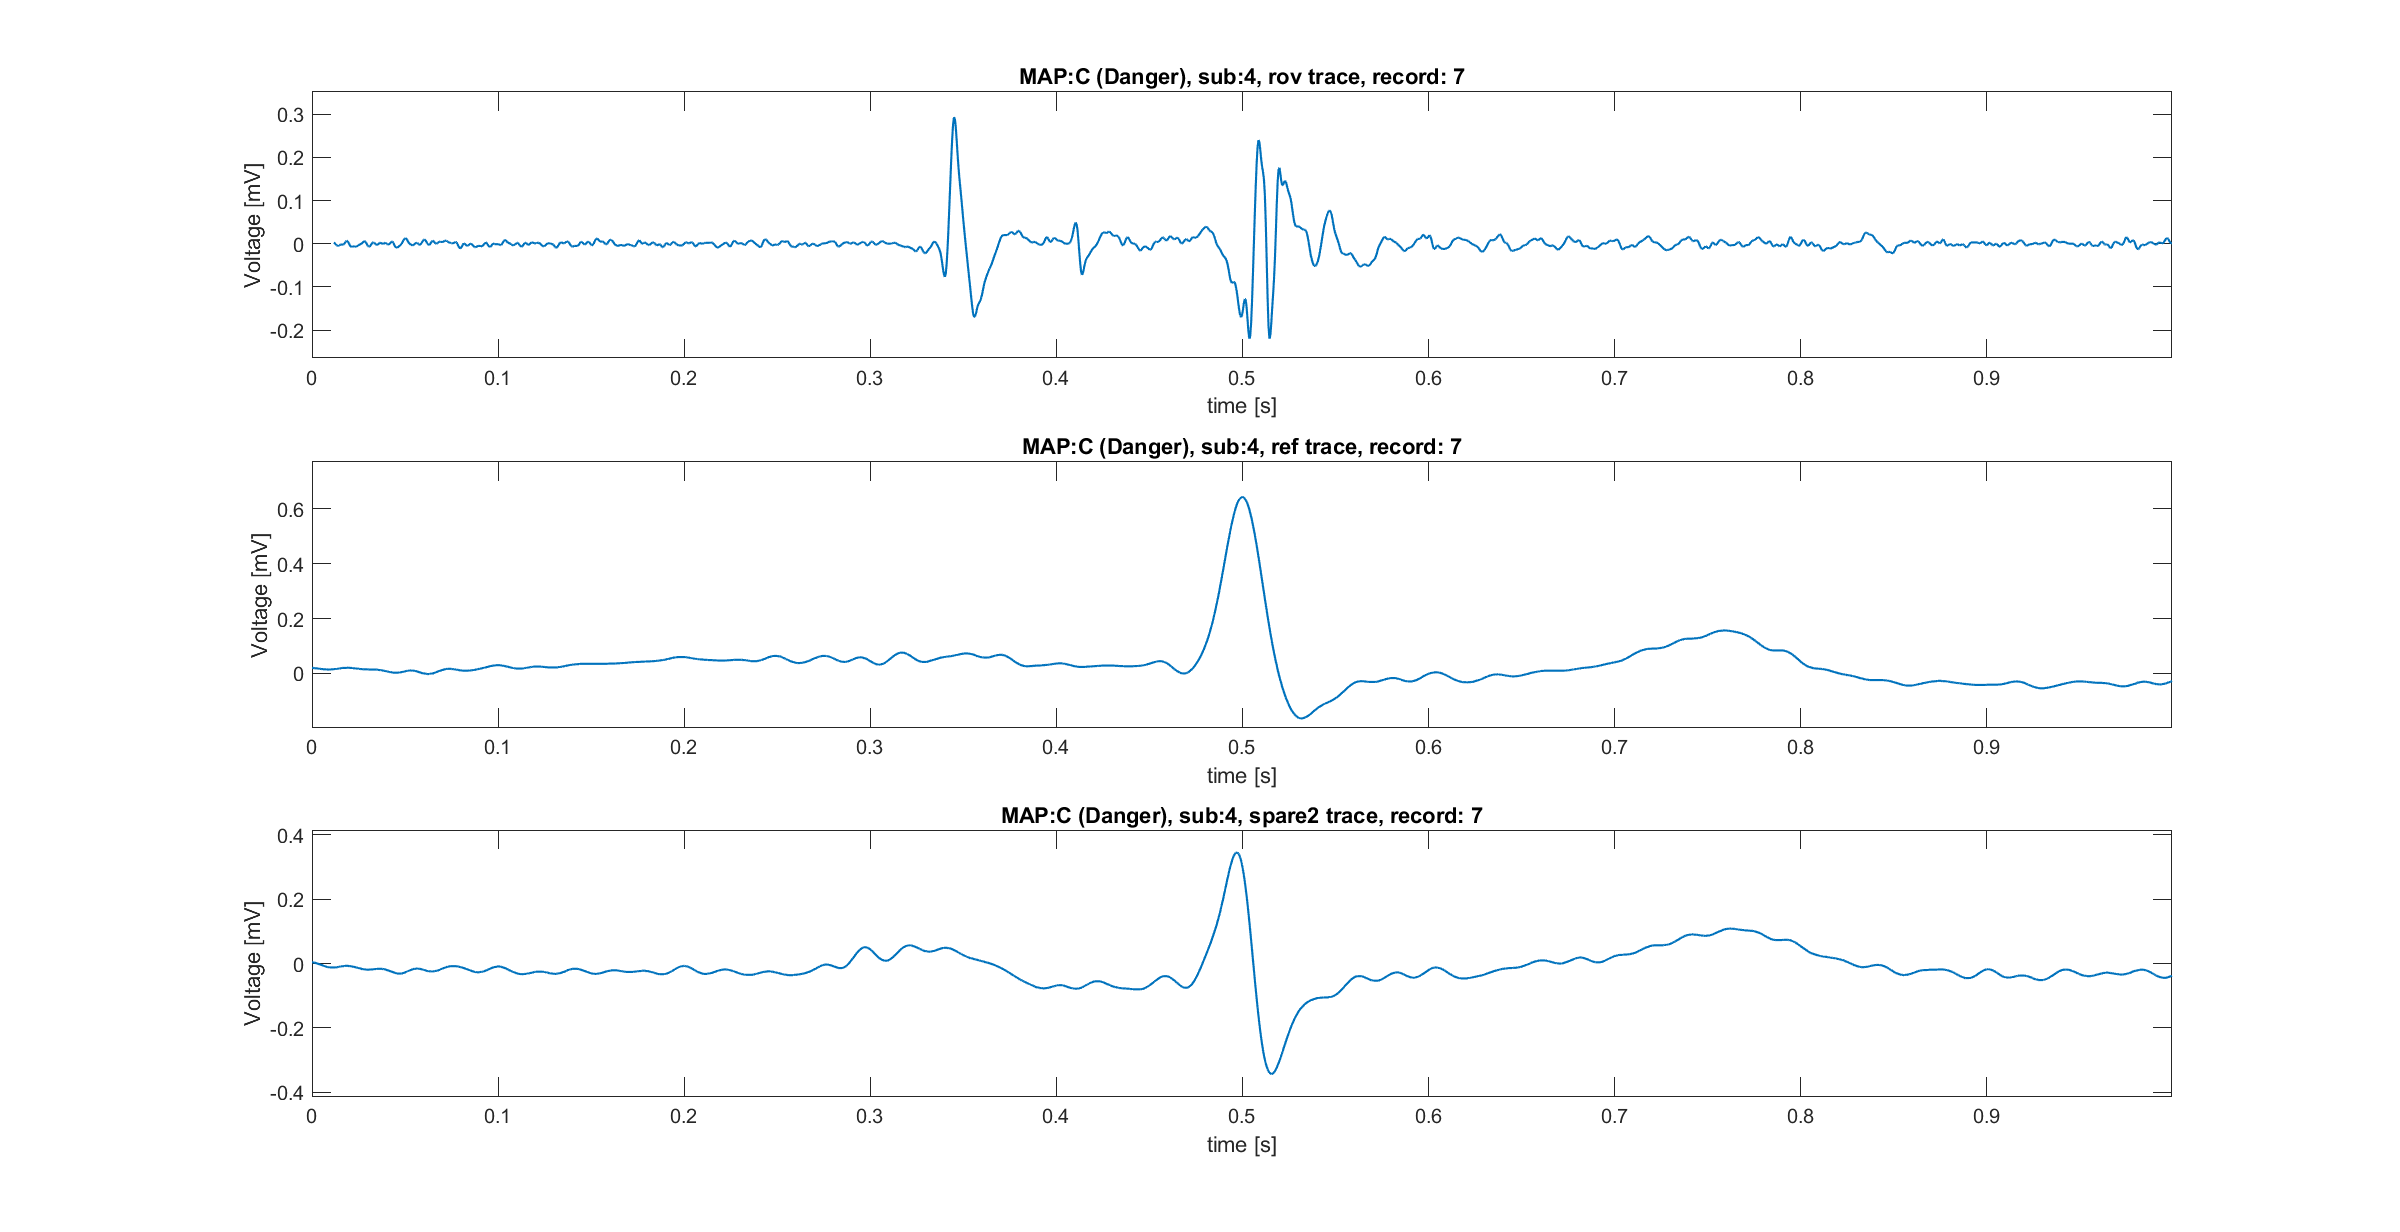 MAP:C (Danger), sub:4, rov trace, record: 7
Voltage [mV]
0.3
0.2
0.1
0
-0.1
-0.2
0 0.1 0.2 0.3 0.4 0.5 0.6 0.7 0.8 0.9
time [s]
MAP:C (Danger), sub:4, ref trace, record: 7
Voltage [mV]
0.6
0.4
0.2
0
0 0.1 0.2 0.3 0.4 0.5 0.6 0.7 0.8 0.9
time [s]
MAP:C (Danger), sub:4, spare2 trace, record: 7
Voltage [mV]
0.4
0.2
0
-0.2
-0.4
0 0.1 0.2 0.3 0.4 0.5 0.6 0.7 0.8 0.9
time [s]